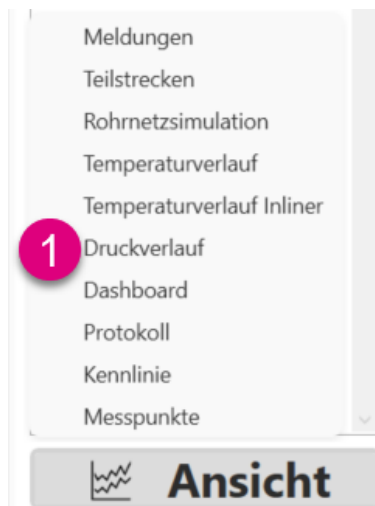 Meldungen
Teilstrecken
Rohrnetzsimulation
Temperaturverlauf
Temperaturverlauf Inliner
1 Druckverlauf
Dashboard
Protokoll
Kennlinie
Messpunkte
Ansicht